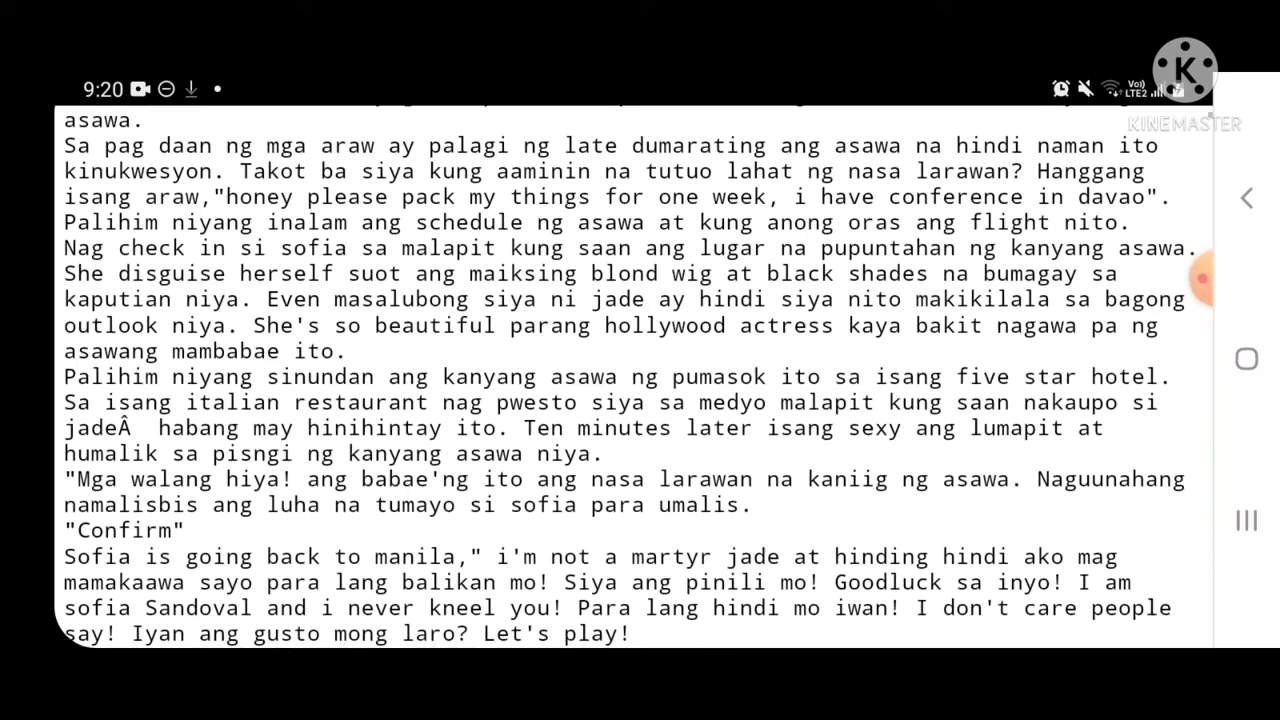 9:20
Voi)
LTE2
K
KINEMASTER
asawa.
Sa pag daan ng mga araw ay palagi ng late dumarating ang asawa na hindi naman ito
kinukwesyon. Takot ba siya kung aaminin na tutuo lahat ng nasa larawan? Hanggang
isang araw,"honey please pack my things for one week, i have conference in davao".
Palihim niyang inalam ang schedule ng asawa at kung anong oras ang flight nito.
Nag check in si sofia sa malapit kung saan ang lugar na pupuntahan ng kanyang asawa.
She disguise herself suot ang maiksing blond wig at black shades na bumagay sa
kaputian niya. Even masalubong siya ni jade ay hindi siya nito makikilala sa bagong
outlook niya. She's so beautiful parang hollywood actress kaya bakit nagawa pa ng
asawang mambabae ito.
Palihim niyang sinundan ang kanyang asawa ng pumasok ito sa isang five star hotel.
Sa isang italian restaurant nag pwesto siya sa medyo malapit kung saan nakaupo si
jadeÂ  habang may hinihintay ito. Ten minutes later isang sexy ang lumapit at
humalik sa pisngi ng kanyang asawa niya.
"Mga walang hiya! ang babae'ng ito ang nasa larawan na kaniig ng asawa. Naguunahang
namalisbis ang luha na tumayo si sofia para umalis.
"Confirm"
Sofia is going back to manila," i'm not a martyr jade at hinding hindi ako mag
mamakaawa sayo para lang balikan mo! Siya ang pinili mo! Goodluck sa inyo! I am
sofia Sandoval and i never kneel you! Para lang hindi mo iwan! I don't care people
say! Iyan ang gusto mong laro? Let's play!